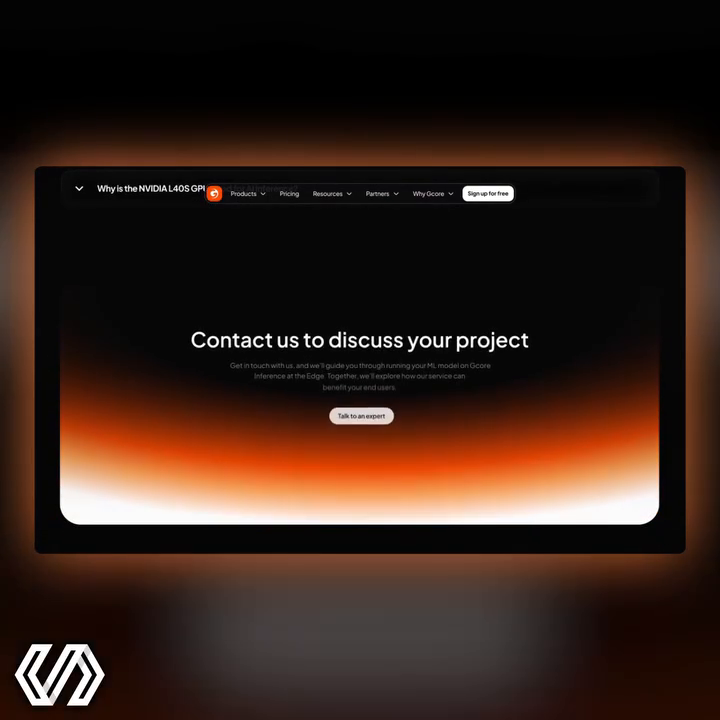 Why is the NVIDIA L40S GPU
Products Pricing Resources Partners Why Gcore Sign up for free
Contact us to discuss your project
Get in touch with us, and we'll guide you through running your ML model on Gcore
Inference at the Edge. Together, we'll explore how our service can
benefit your end users.
Talk to an expert